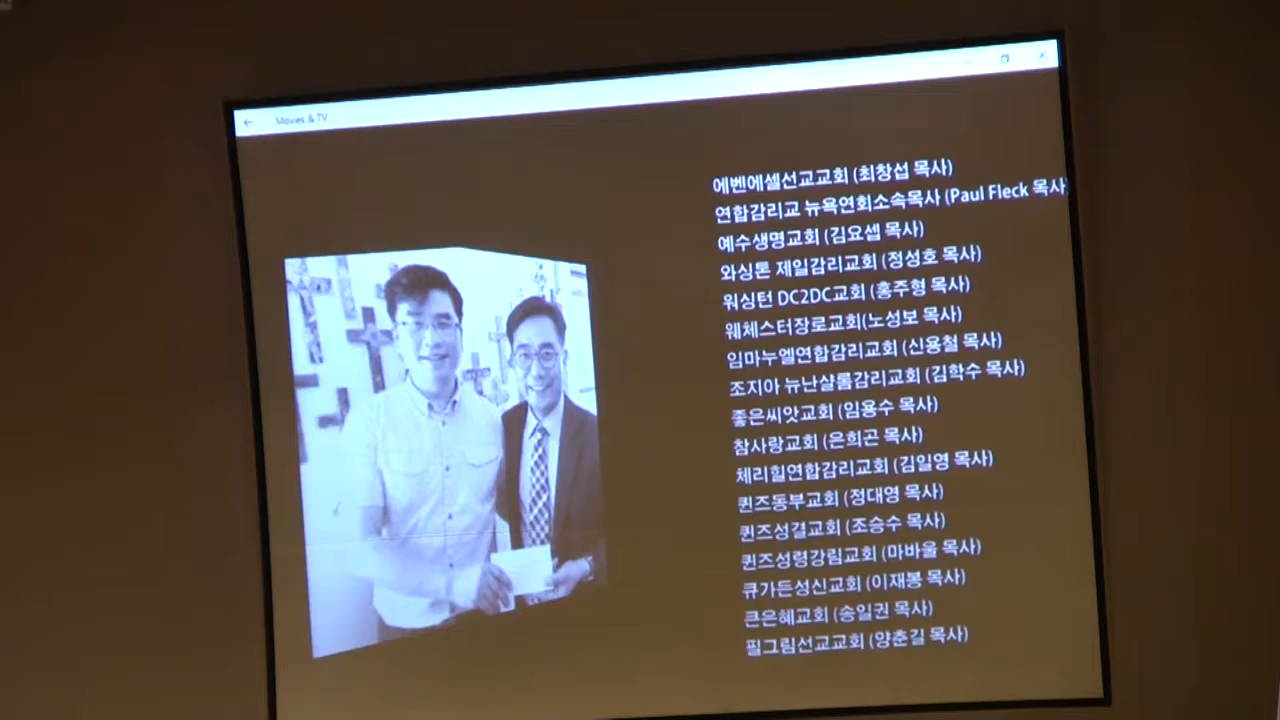 Movies & TV
에벤에셀선교교회 (최창섭 목사)
연합감리교 뉴욕연회소속목사 (Paul Fleck 목사)
예수생명교회 (김요셉 목사)
와싱톤 제일감리교회 (정성호 목사)
워싱턴 DC2DC교회 (홍주형 목사)
웨체스터장로교회(노성보 목사)
임마누엘연합감리교회 (신용철 목사)
조지아 뉴난샬롬감리교회 (김학수 목사)
좋은씨앗교회 (임용수 목사)
참사랑교회 (은희곤 목사)
체리힐연합감리교회 (김일영 목사)
퀸즈동부교회 (정대영 목사)
퀸즈성결교회 (조승수 목사)
퀸즈성령강림교회 (마바울 목사)
큐가든성신교회 (이재봉 목사)
큰은혜교회 (송일권 목사)
필그림선교교회 (양춘길 목사)